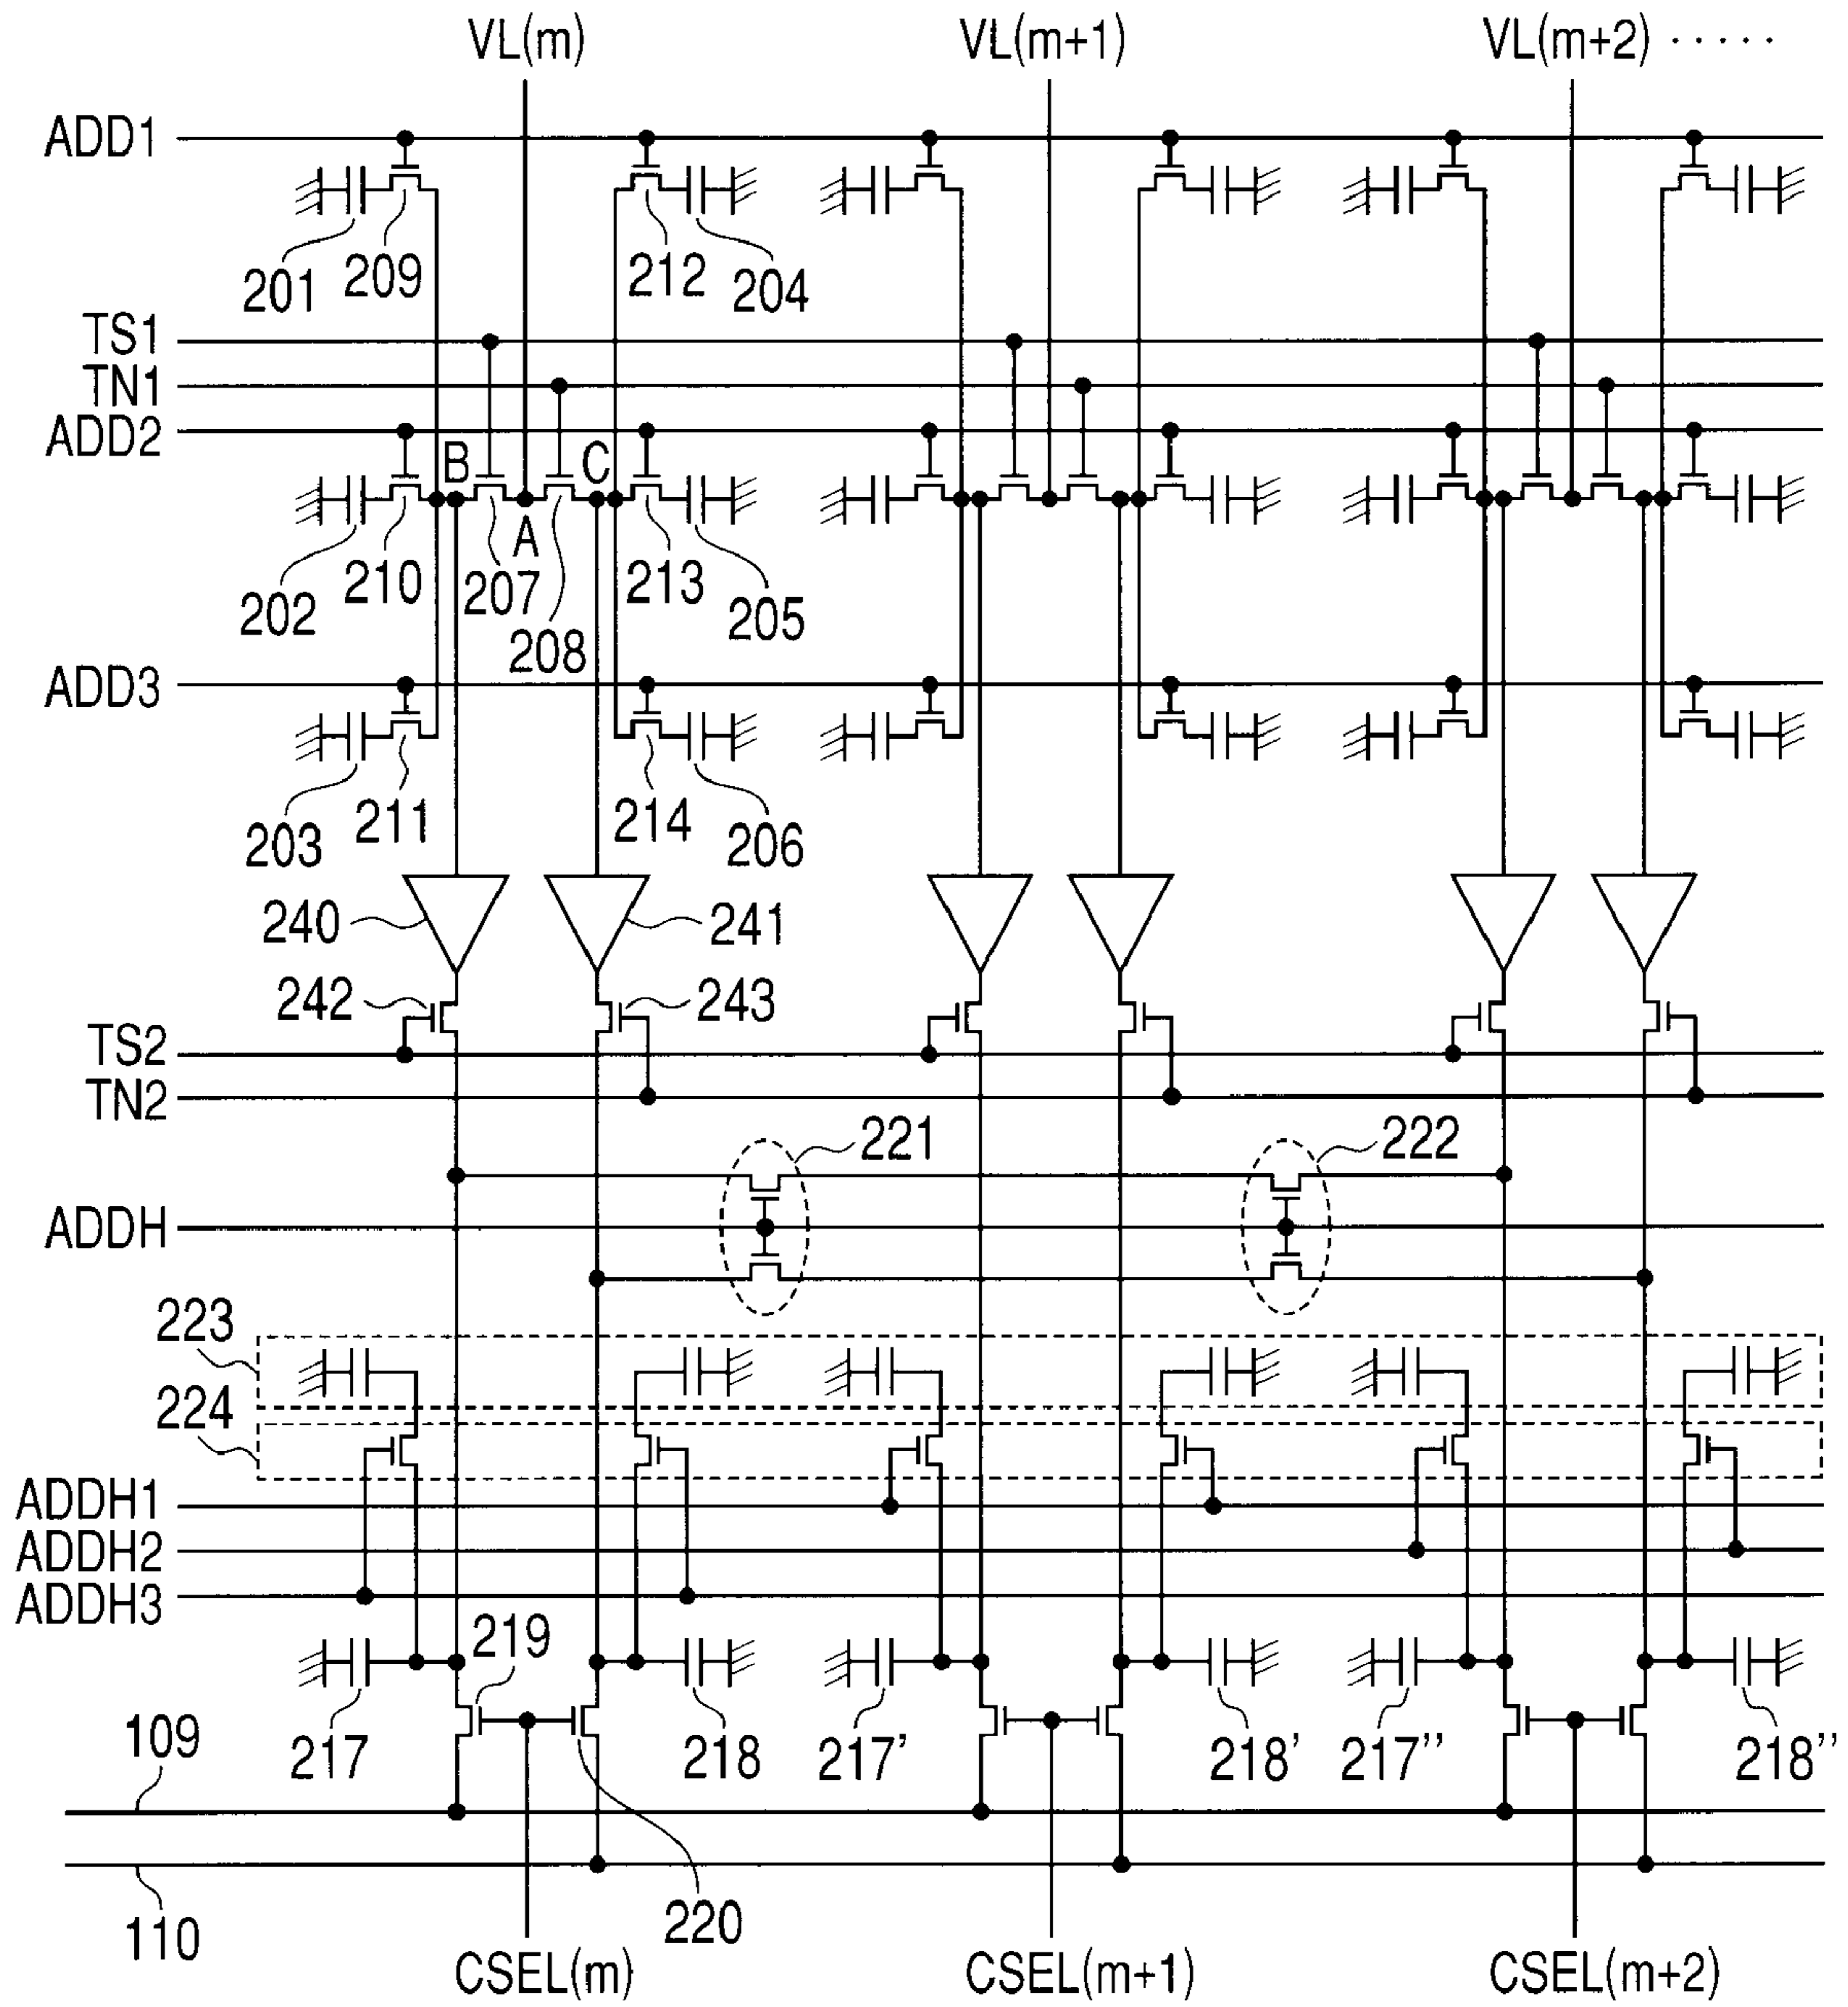 VL(m) VL(m+1) VL(m+2) · · · · ·
ADD1
201 209 212 204
TS1
TN1
ADD2
B C
A
202 210 207 208 213 205
ADD3
203 211 214 206
240 241
242 243
TS2
TN2
221 222
ADDH
223
224
ADDH1
ADDH2
ADDH3
219
217 218 217' 218' 217'' 218''
109
110
220
CSEL(m) CSEL(m+1) CSEL(m+2)